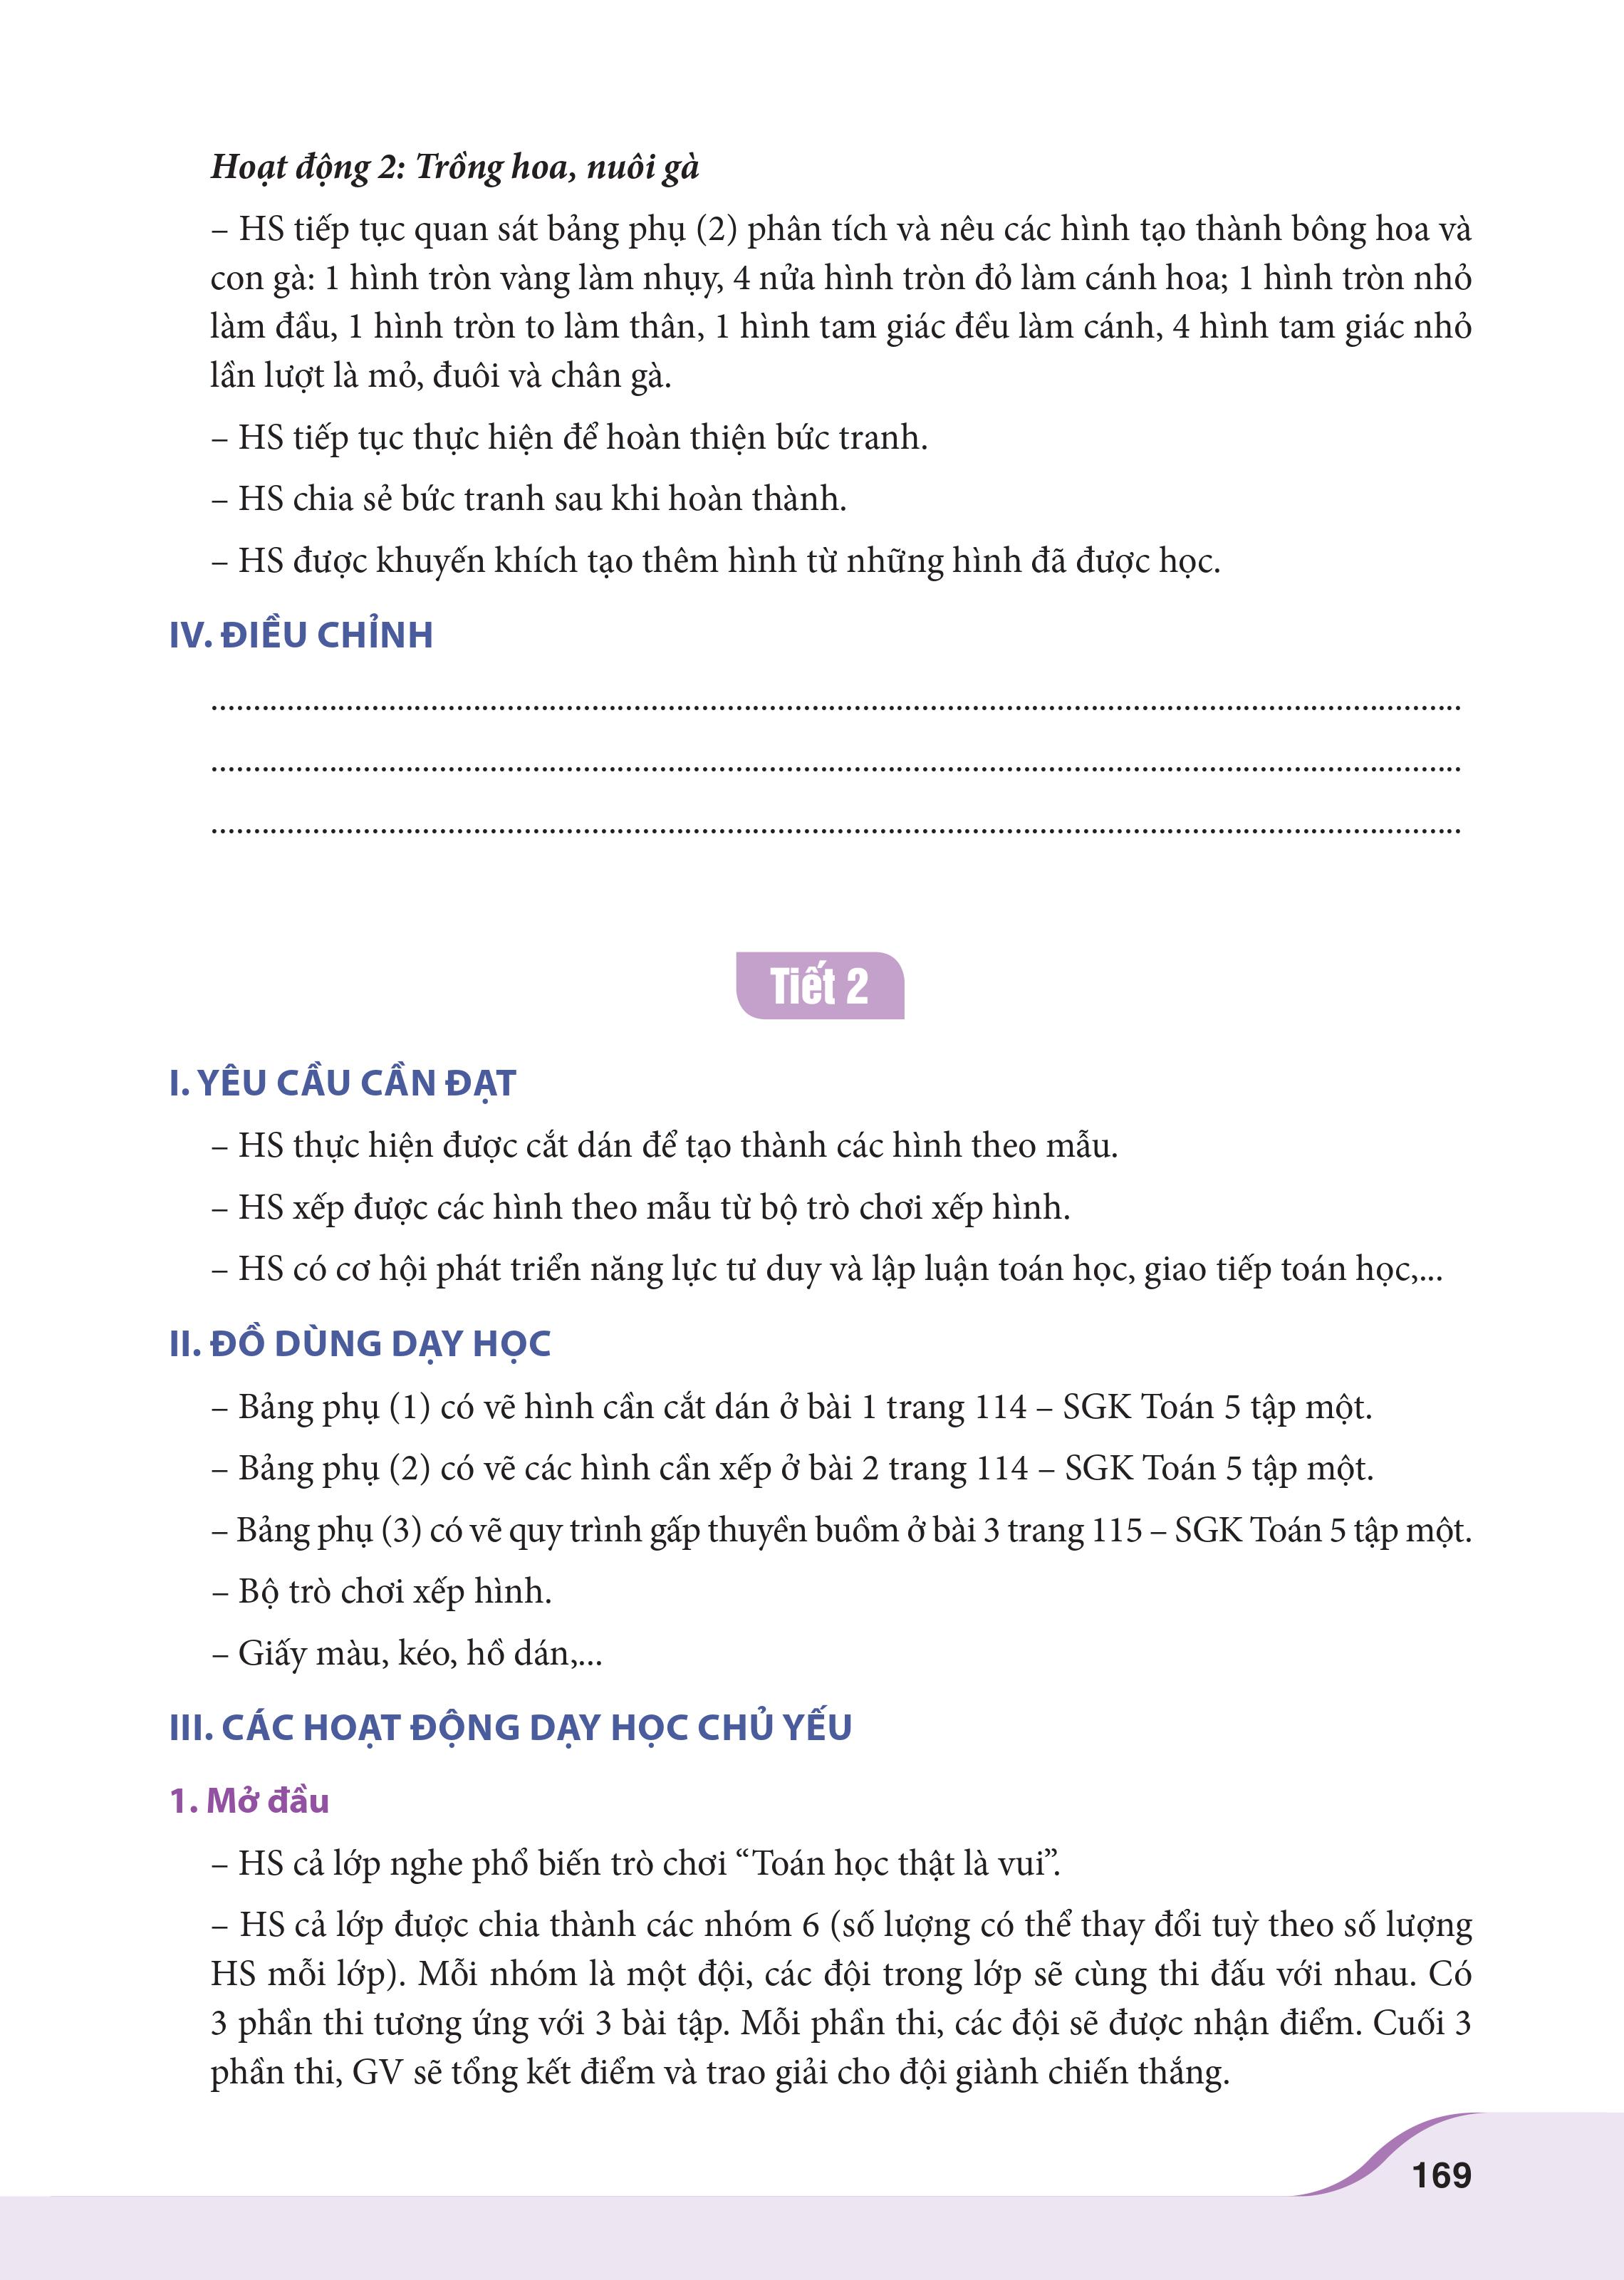 Hoạt động 2: Trồng hoa, nuôi gà
– HS tiếp tục quan sát bảng phụ (2) phân tích và nêu các hình tạo thành bông hoa và
con gà: 1 hình tròn vàng làm nhụy, 4 nửa hình tròn đỏ làm cánh hoa; 1 hình tròn nhỏ
làm đầu, 1 hình tròn to làm thân, 1 hình tam giác đều làm cánh, 4 hình tam giác nhỏ
lần lượt là mỏ, đuôi và chân gà.
– HS tiếp tục thực hiện để hoàn thiện bức tranh.
– HS chia sẻ bức tranh sau khi hoàn thành.
– HS được khuyến khích tạo thêm hình từ những hình đã được học.
IV. ĐIỀU CHỈNH
....................................................................................................................................................
....................................................................................................................................................
....................................................................................................................................................
Tiết 2
I. YÊU CẦU CẦN ĐẠT
– HS thực hiện được cắt dán để tạo thành các hình theo mẫu.
– HS xếp được các hình theo mẫu từ bộ trò chơi xếp hình.
– HS có cơ hội phát triển năng lực tư duy và lập luận toán học, giao tiếp toán học,...
II. ĐỒ DÙNG DẠY HỌC
– Bảng phụ (1) có vẽ hình cần cắt dán ở bài 1 trang 114 – SGK Toán 5 tập một.
– Bảng phụ (2) có vẽ các hình cần xếp ở bài 2 trang 114 – SGK Toán 5 tập một.
– Bảng phụ (3) có vẽ quy trình gấp thuyền buồm ở bài 3 trang 115 – SGK Toán 5 tập một.
– Bộ trò chơi xếp hình.
– Giấy màu, kéo, hồ dán,...
III. CÁC HOẠT ĐỘNG DẠY HỌC CHỦ YẾU
1. Mở đầu
– HS cả lớp nghe phổ biến trò chơi “Toán học thật là vui”.
– HS cả lớp được chia thành các nhóm 6 (số lượng có thể thay đổi tuỳ theo số lượng
HS mỗi lớp). Mỗi nhóm là một đội, các đội trong lớp sẽ cùng thi đấu với nhau. Có
3 phần thi tương ứng với 3 bài tập. Mỗi phần thi, các đội sẽ được nhận điểm. Cuối 3
phần thi, GV sẽ tổng kết điểm và trao giải cho đội giành chiến thắng.
169